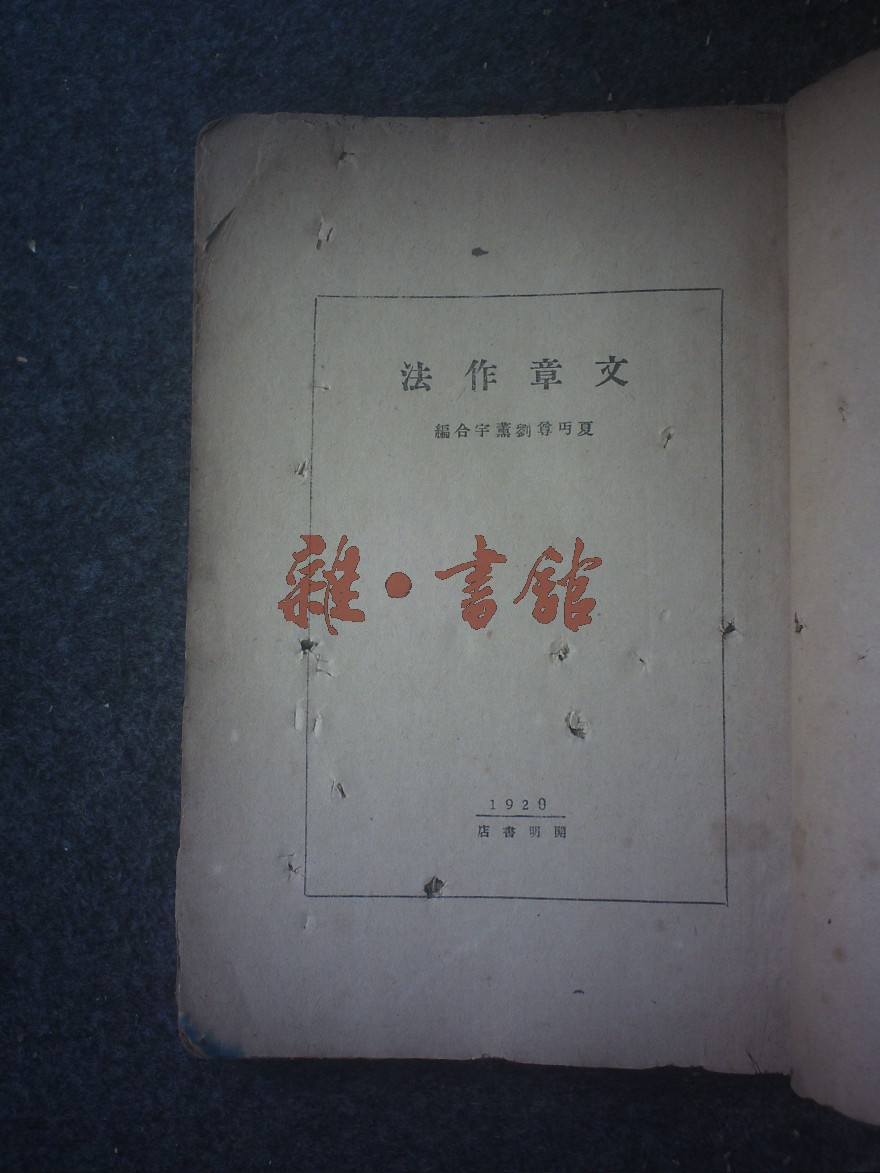 文章作法
夏丏尊劉薰宇合編
雜·書館
1920
開明書店